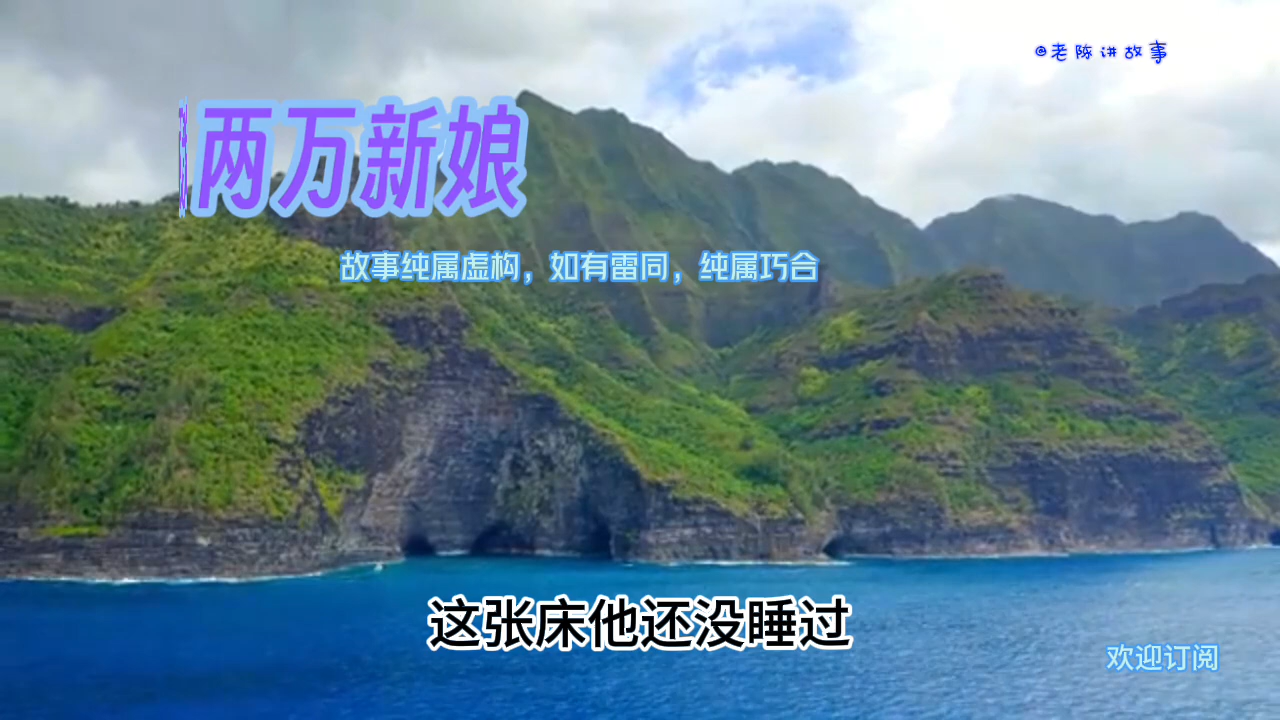 @老陈讲故事
两万新娘
故事纯属虚构，如有雷同，纯属巧合
这张床他还没睡过
欢迎订阅